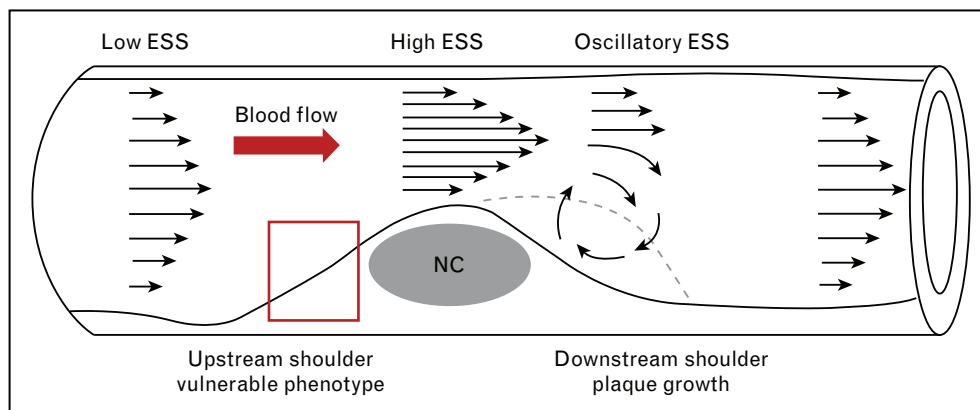 Low ESS
High ESS
Oscillatory ESS
Blood flow
NC
Upstream shoulder
vulnerable phenotype
Downstream shoulder
plaque growth